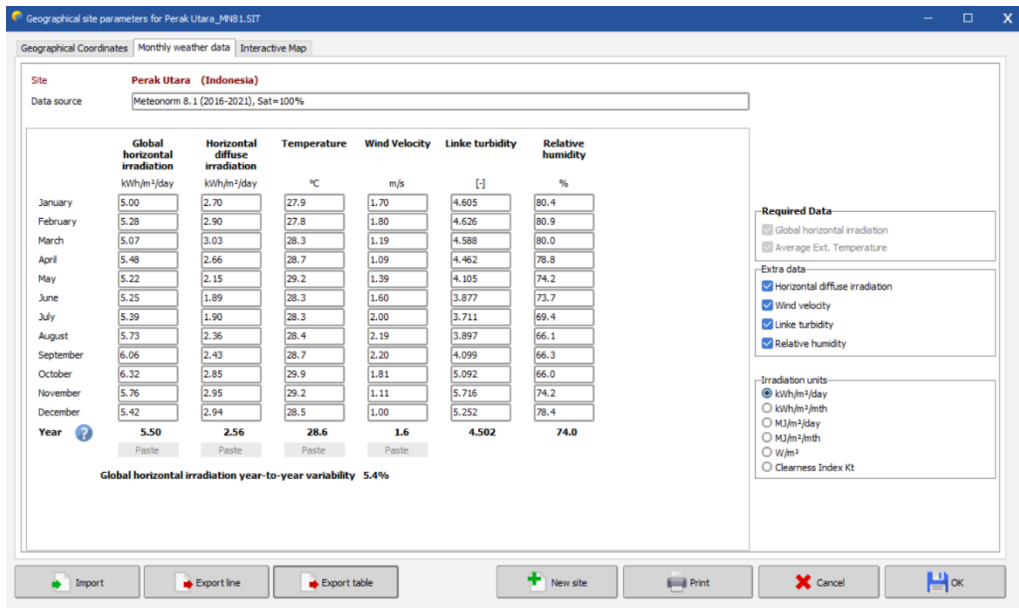 Geographical site parameters for Perak Utara_MN81.SIT
Geographical Coordinates Monthly weather data Interactive Map
Site Perak Utara (Indonesia)
Data source Meteonorm 8.1 (2016-2021), Sat=100%
Global horizontal irradiation Horizontal diffuse irradiation Temperature Wind Velocity Linke turbidity Relative humidity
kWh/m²/day kWh/m²/day °C m/s [-] %
January 5.00 2.70 27.9 1.70 4.605 80.4
February 5.28 2.90 27.8 1.80 4.626 80.9
March 5.07 3.03 28.3 1.19 4.588 80.0
April 5.48 2.66 28.7 1.09 4.462 78.8
May 5.22 2.15 29.2 1.39 4.105 74.2
June 5.25 1.89 28.3 1.60 3.877 73.7
July 5.39 1.90 28.3 2.00 3.711 69.4
August 5.73 2.36 28.4 2.19 3.897 66.1
September 6.06 2.43 28.7 2.20 4.099 66.3
October 6.32 2.85 29.9 1.81 5.092 66.0
November 5.76 2.95 29.2 1.11 5.716 74.2
December 5.42 2.94 28.5 1.00 5.252 78.4
Year ? 5.50 2.56 28.6 1.6 4.502 74.0
Paste Paste Paste Paste
Global horizontal irradiation year-to-year variability 5.4%
Required Data
Global horizontal irradiation
Average Ext. Temperature
Extra data
Horizontal diffuse irradiation
Wind velocity
Linke turbidity
Relative humidity
Irradiation units
kWh/m²/day
kWh/m²/mth
MJ/m²/day
MJ/m²/mth
W/m²
Clearness Index Kt
Import Export line Export table New site Print Cancel OK